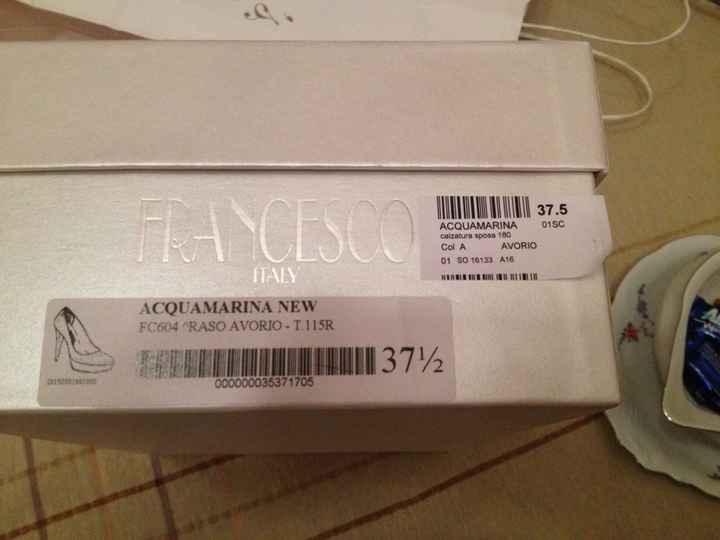 FRANCESCO
ITALY
37.5
ACQUAMARINA 01SC
calzatura sposa 180
Col A AVORIO
01 SO 16133 A16
ACQUAMARINA NEW
FC604 ^RASO AVORIO - T.115R
37½
000000035371705